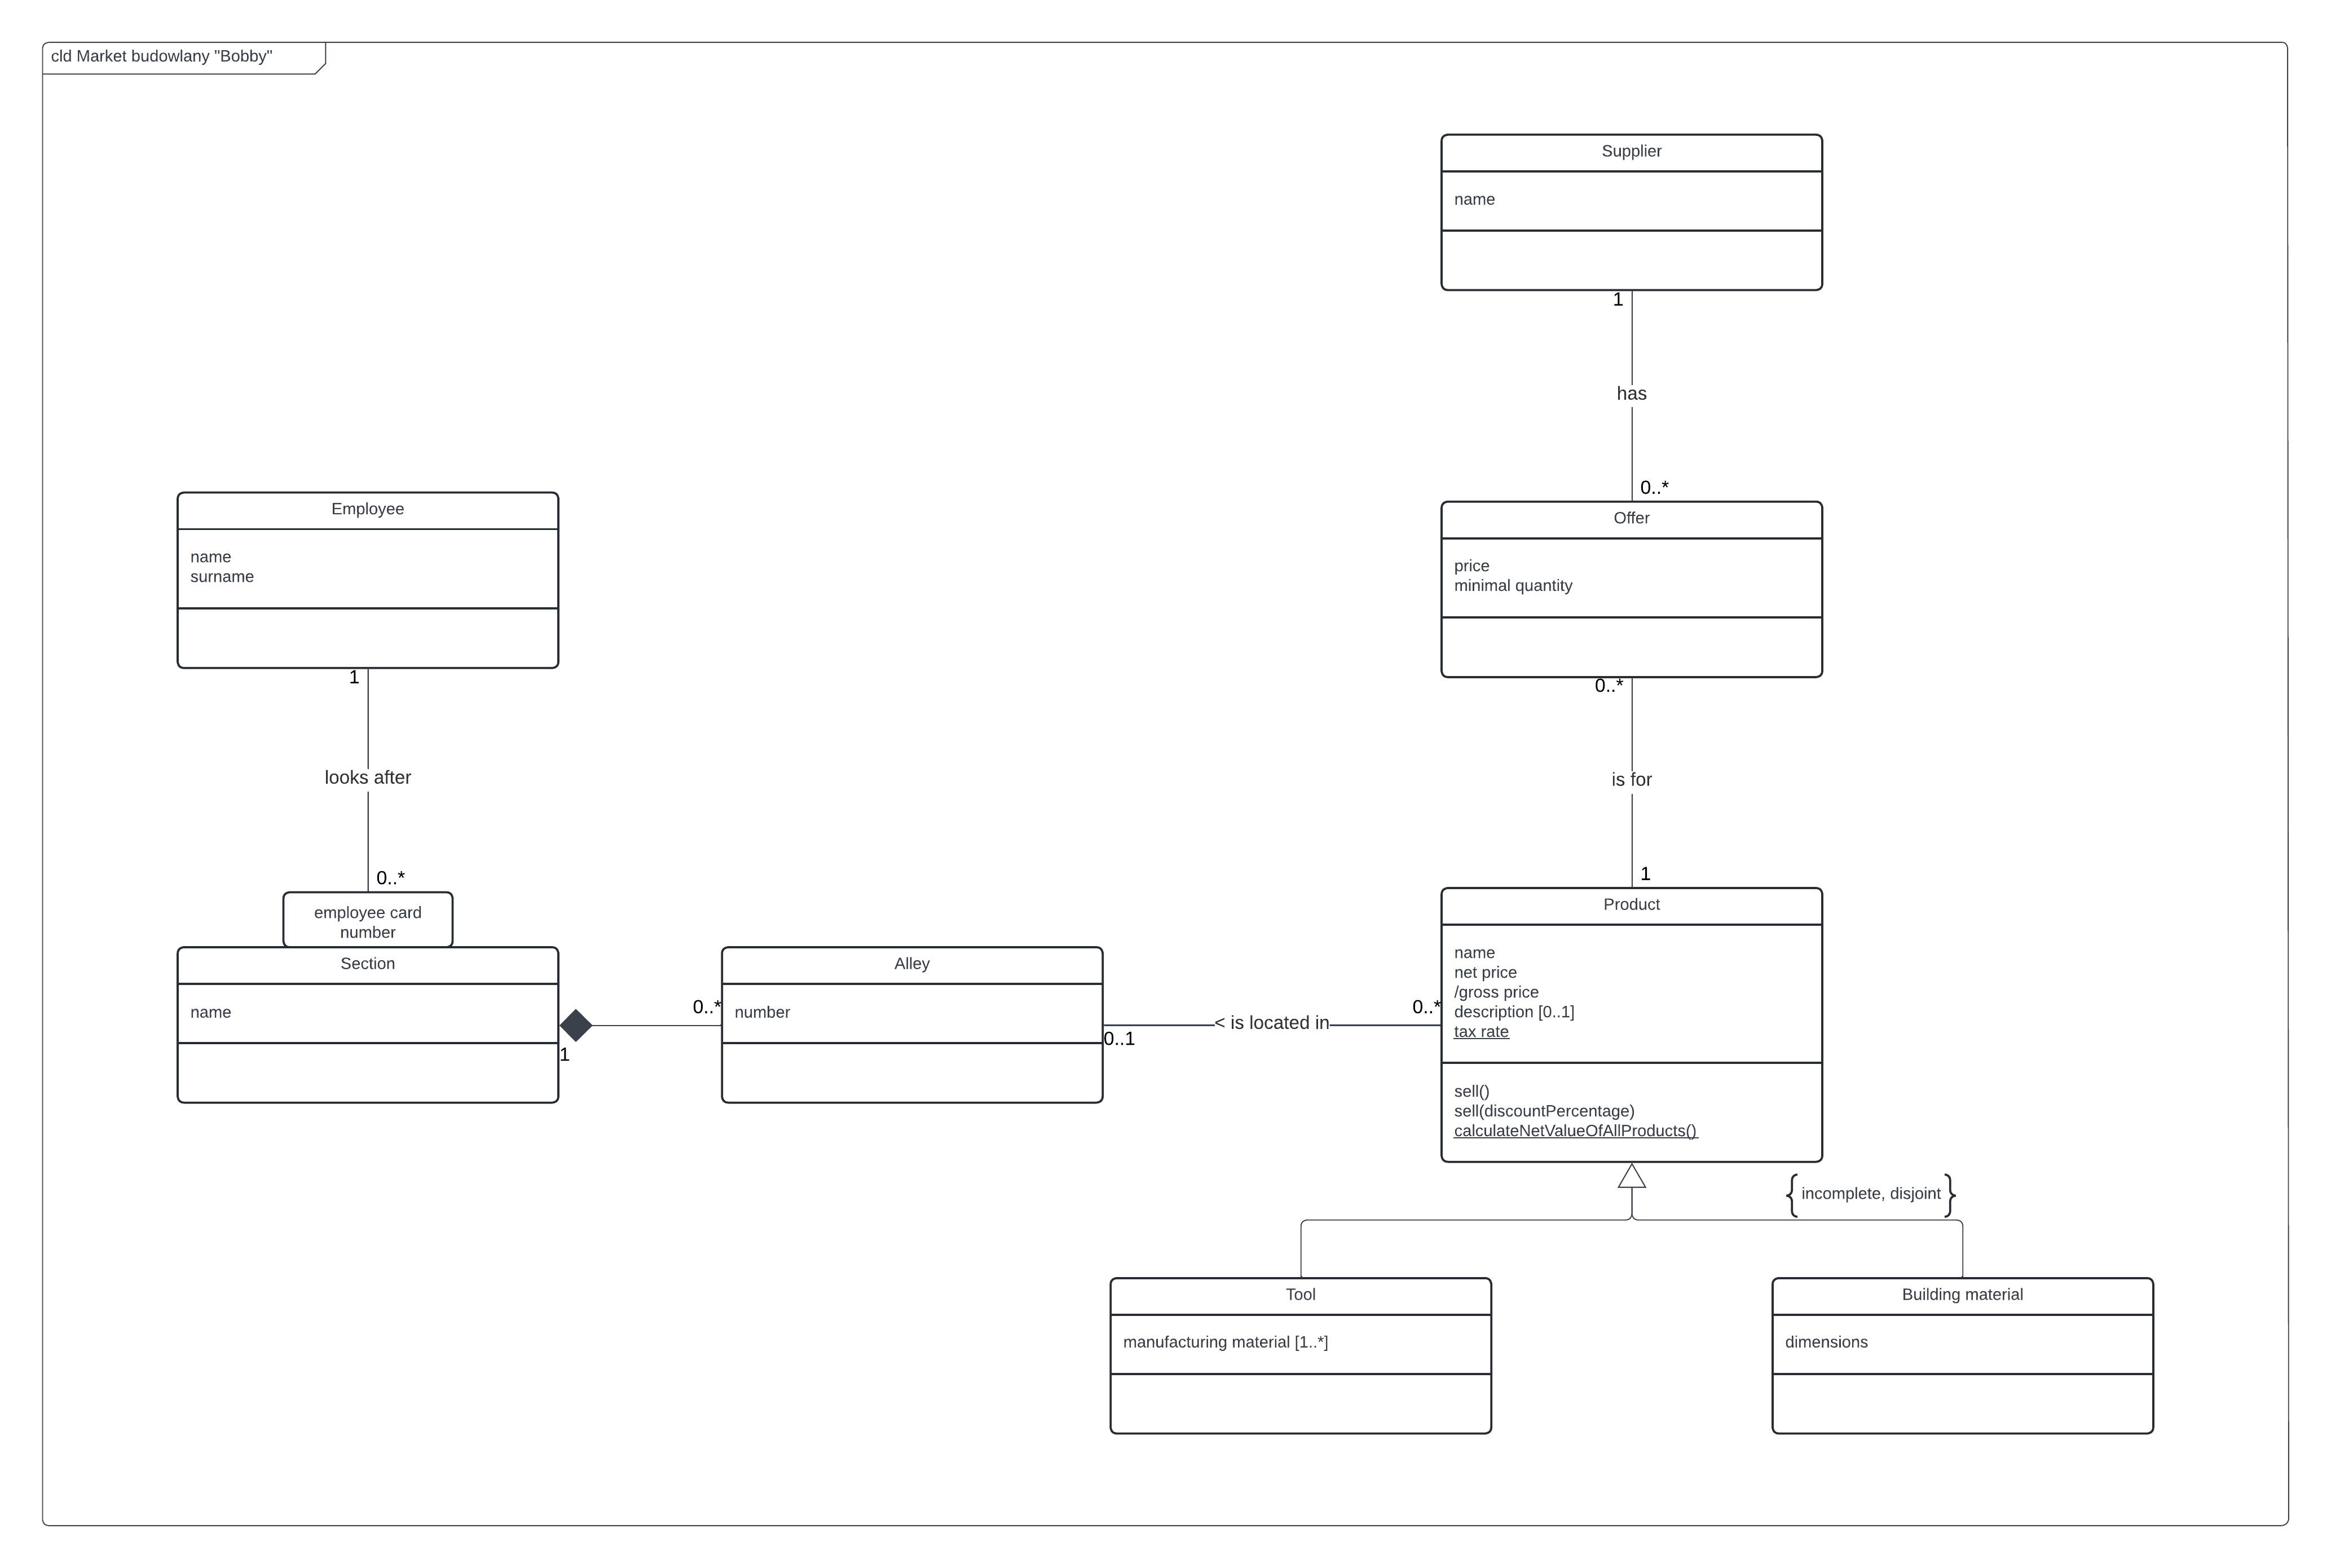 cld Market budowlany "Bobby"
Supplier
name
1
has
0..*
Offer
price
minimal quantity
0..*
is for
1
Employee
name
surname
1
looks after
0..*
employee card
number
Section
name
1
0..*
Alley
number
0..1
< is located in
0..*
Product
name
net price
/gross price
description [0..1]
tax rate
sell()
sell(discountPercentage)
calculateNetValueOfAllProducts()
{ incomplete, disjoint }
Tool
manufacturing material [1..*]
Building material
dimensions